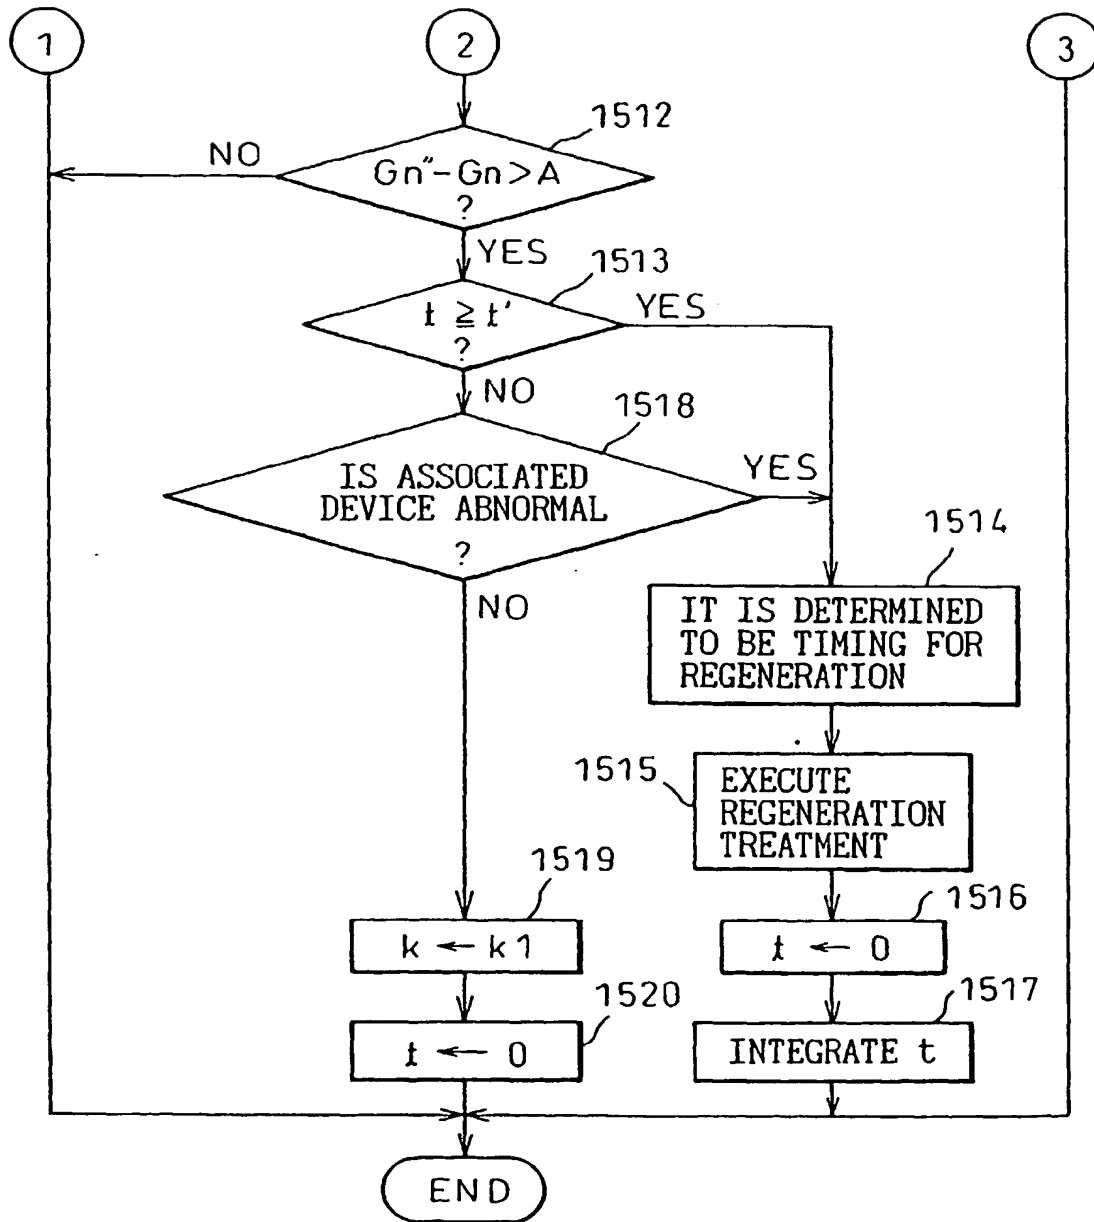 1
2
3
1512
NO
Gn"-Gn>A
?
YES
1513
t ≧ t'
?
YES
NO
1518
IS ASSOCIATED
DEVICE ABNORMAL
?
YES
NO
1514
IT IS DETERMINED
TO BE TIMING FOR
REGENERATION
1515
EXECUTE
REGENERATION
TREATMENT
1519
k ← k1
1516
t ← 0
1520
t ← 0
1517
INTEGRATE t
END